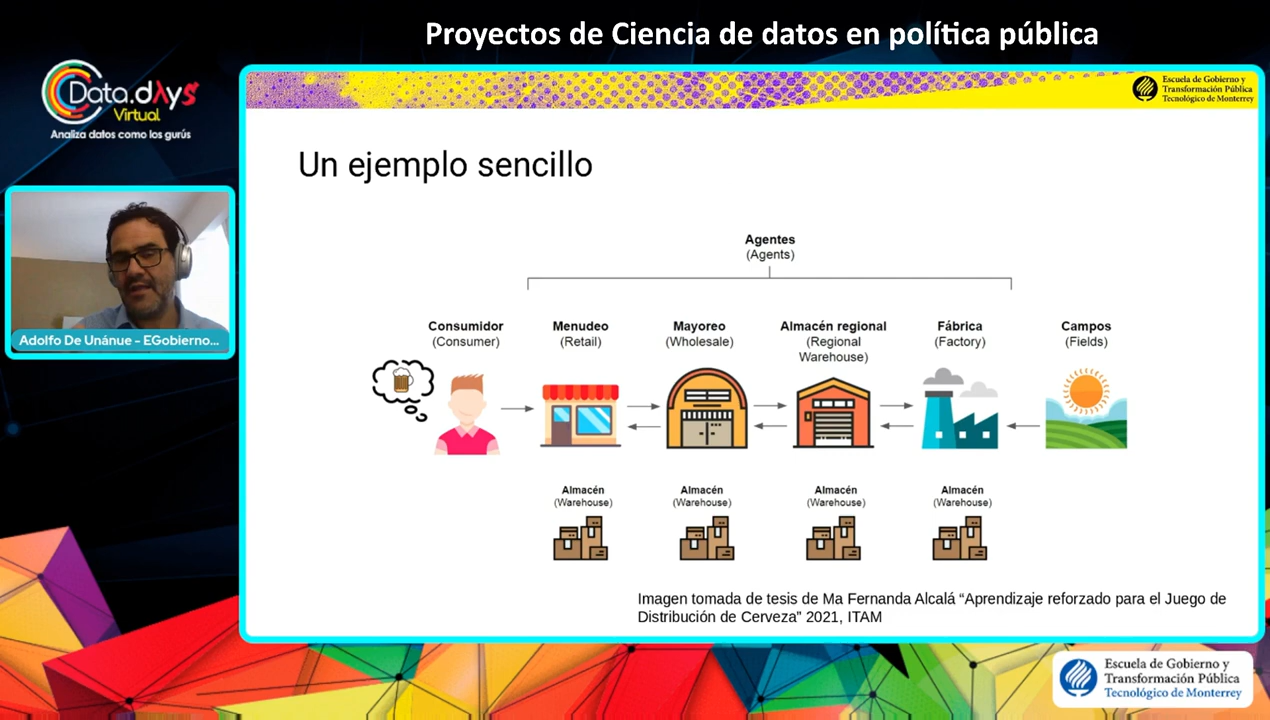 Proyectos de Ciencia de datos en política pública
Data.dAys
Virtual
Analiza datos como los gurús
Escuela de Gobierno y
Transformación Pública
Tecnológico de Monterrey
Un ejemplo sencillo
Agentes
(Agents)
Consumidor
(Consumer)
Menudeo
(Retail)
Mayoreo
(Wholesale)
Almacén regional
(Regional
Warehouse)
Fábrica
(Factory)
Campos
(Fields)
Almacén
(Warehouse)
Almacén
(Warehouse)
Almacén
(Warehouse)
Almacén
(Warehouse)
Imagen tomada de tesis de Ma Fernanda Alcalá “Aprendizaje reforzado para el Juego de
Distribución de Cerveza” 2021, ITAM
Adolfo De Unánue - EGobierno...
Escuela de Gobierno y
Transformación Pública
Tecnológico de Monterrey